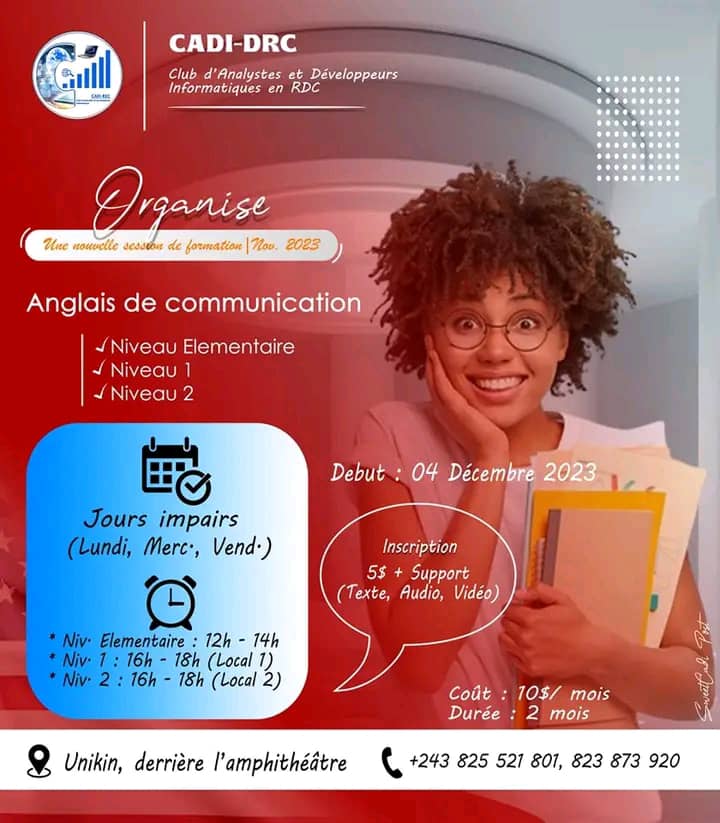 CADI-DRC
Club d'Analystes et Développeurs
Informatiques en RDC
CADI-DRC
Organise
Une nouvelle session de formation|Nov. 2023
Anglais de communication
✓Niveau Elementaire
✓Niveau 1
✓Niveau 2
Debut : 04 Décembre 2023
Jours impairs
(Lundi, Merc., Vend.)
Inscription
5$ + Support
(Texte, Audio, Vidéo)
* Niv. Elementaire : 12h - 14h
* Niv. 1 : 16h - 18h (Local 1)
* Niv. 2 : 16h - 18h (Local 2)
Coût : 10$/ mois
Durée : 2 mois
Unikin, derrière l'amphithéâtre
+243 825 521 801, 823 873 920